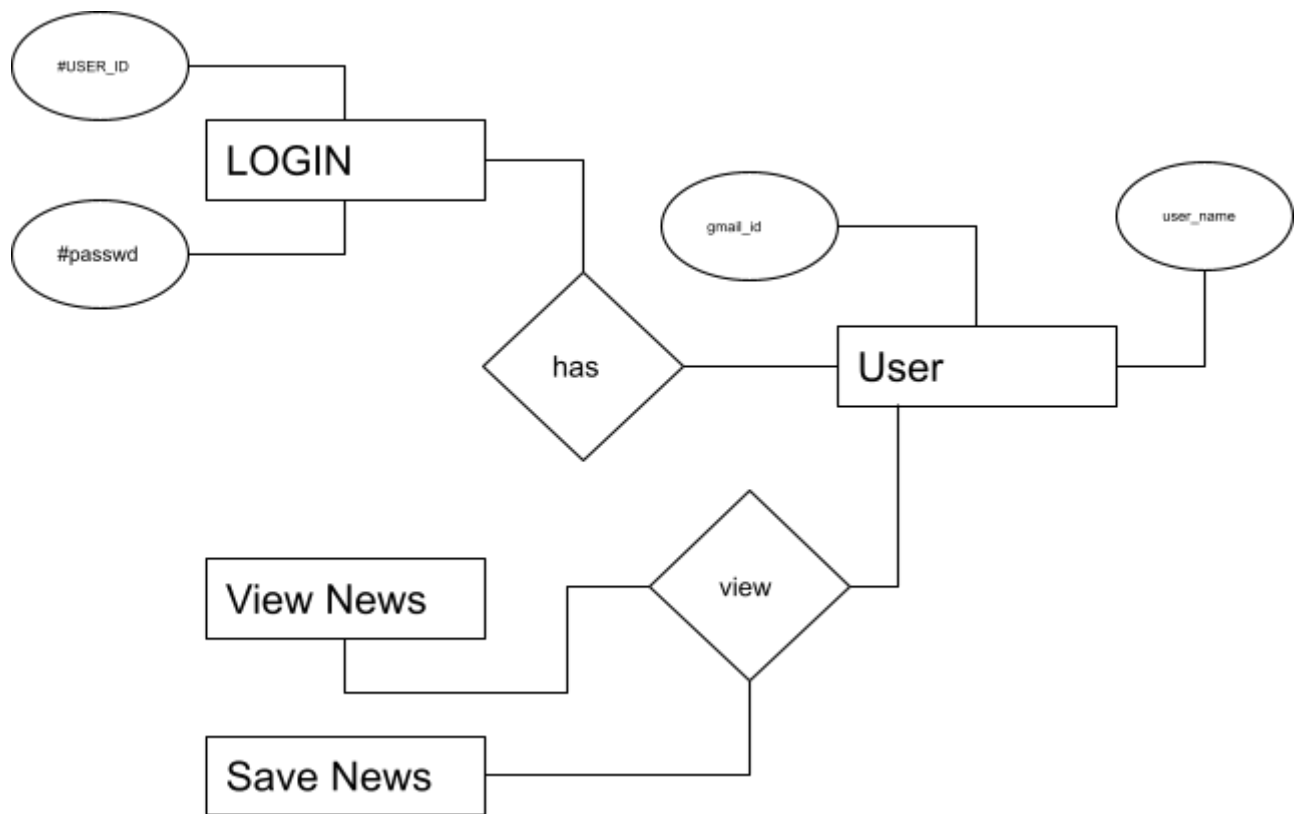 #USER_ID
LOGIN
#passwd
gmail_id
user_name
has
User
view
View News
Save News